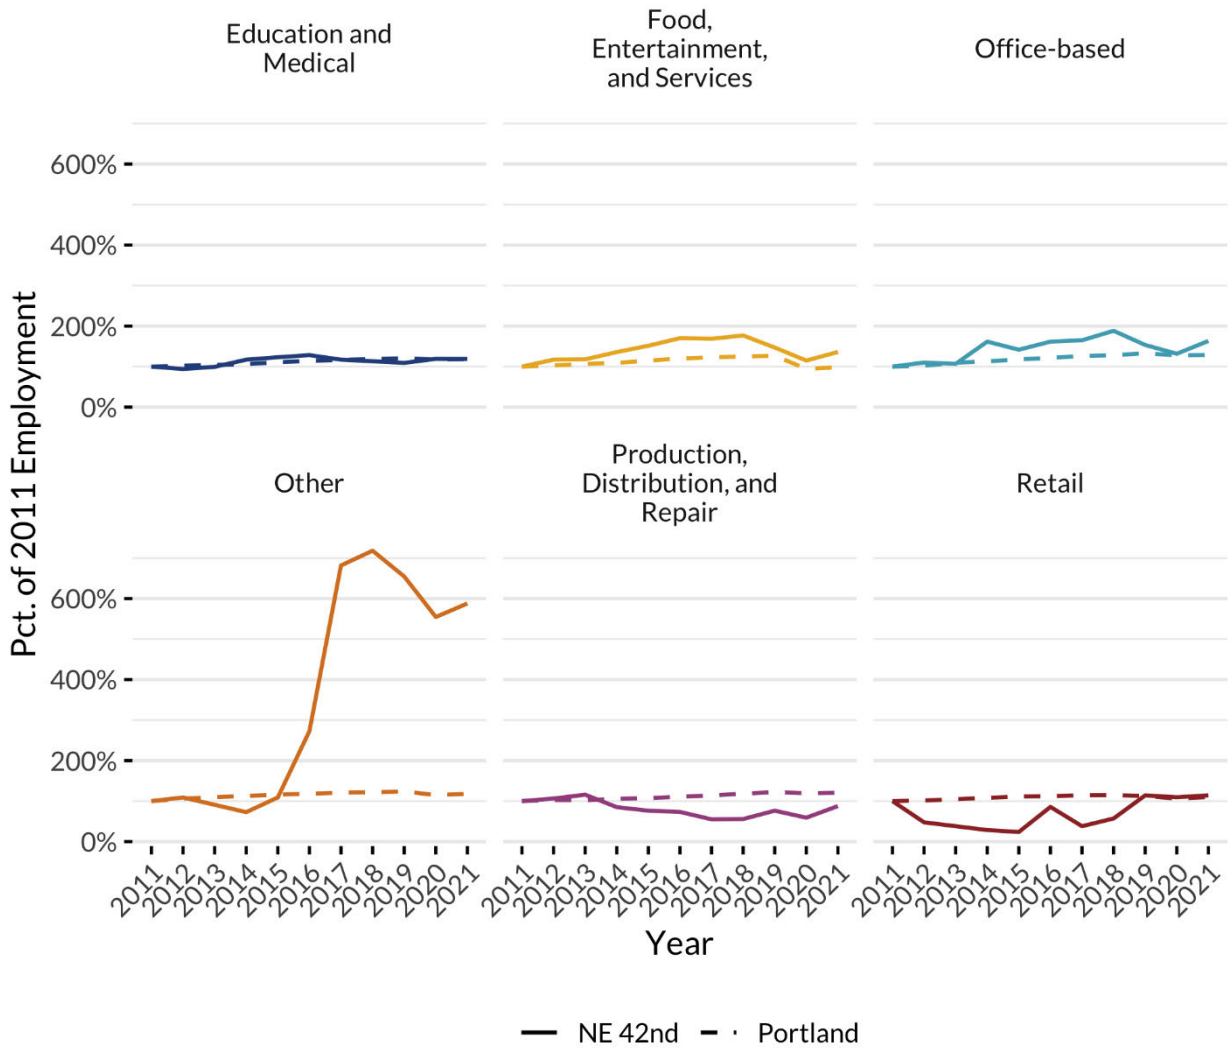 Education and
Medical
Food,
Entertainment,
and Services
Office-based
600%
400%
200%
0%
Pct. of 2011 Employment
Other
Production,
Distribution, and
Repair
Retail
600%
400%
200%
0%
2011 2012 2013 2014 2015 2016 2017 2018 2019 2020 2021
2011 2012 2013 2014 2015 2016 2017 2018 2019 2020 2021
2011 2012 2013 2014 2015 2016 2017 2018 2019 2020 2021
Year
NE 42nd Portland